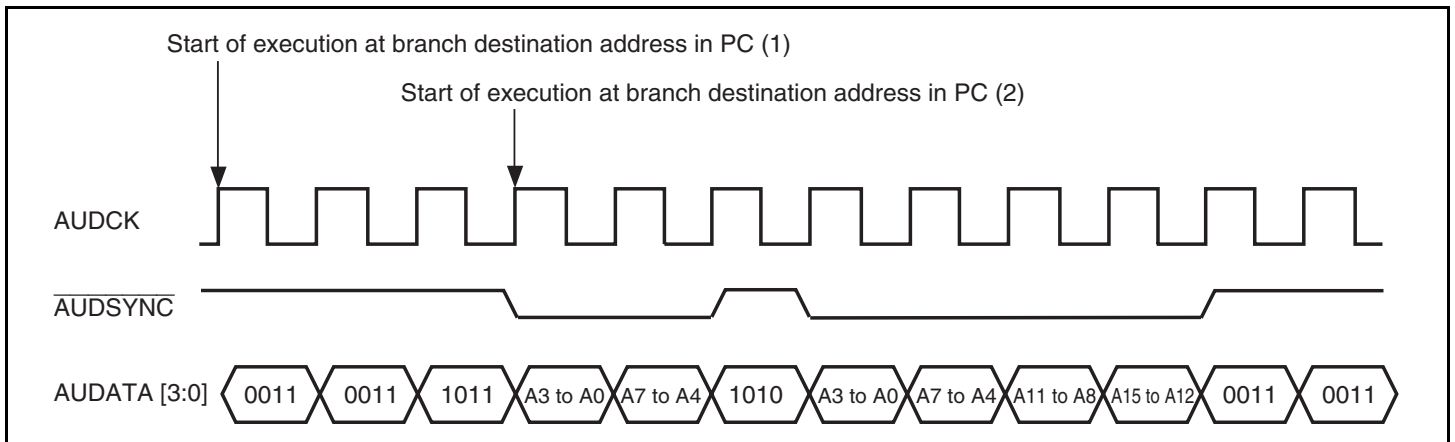 Start of execution at branch destination address in PC (1)
Start of execution at branch destination address in PC (2)
AUDCK
AUDSYNC
AUDATA [3:0] 0011 0011 1011 A3 to A0 A7 to A4 1010 A3 to A0 A7 to A4 A11 to A8 A15 to A12 0011 0011